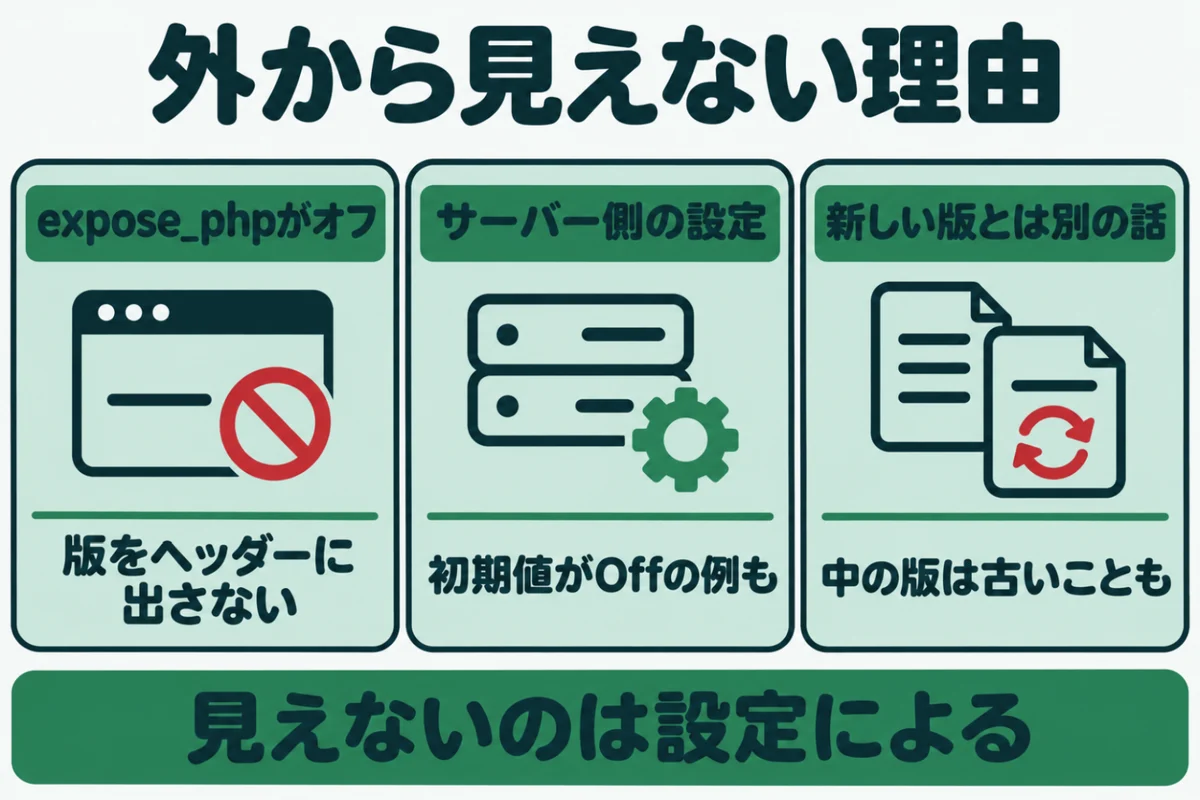 外から見えない理由
expose_phpがオフ
版をヘッダーに
出さない
サーバー側の設定
初期値がOffの例も
新しい版とは別の話
中の版は古いことも
見えないのは設定による